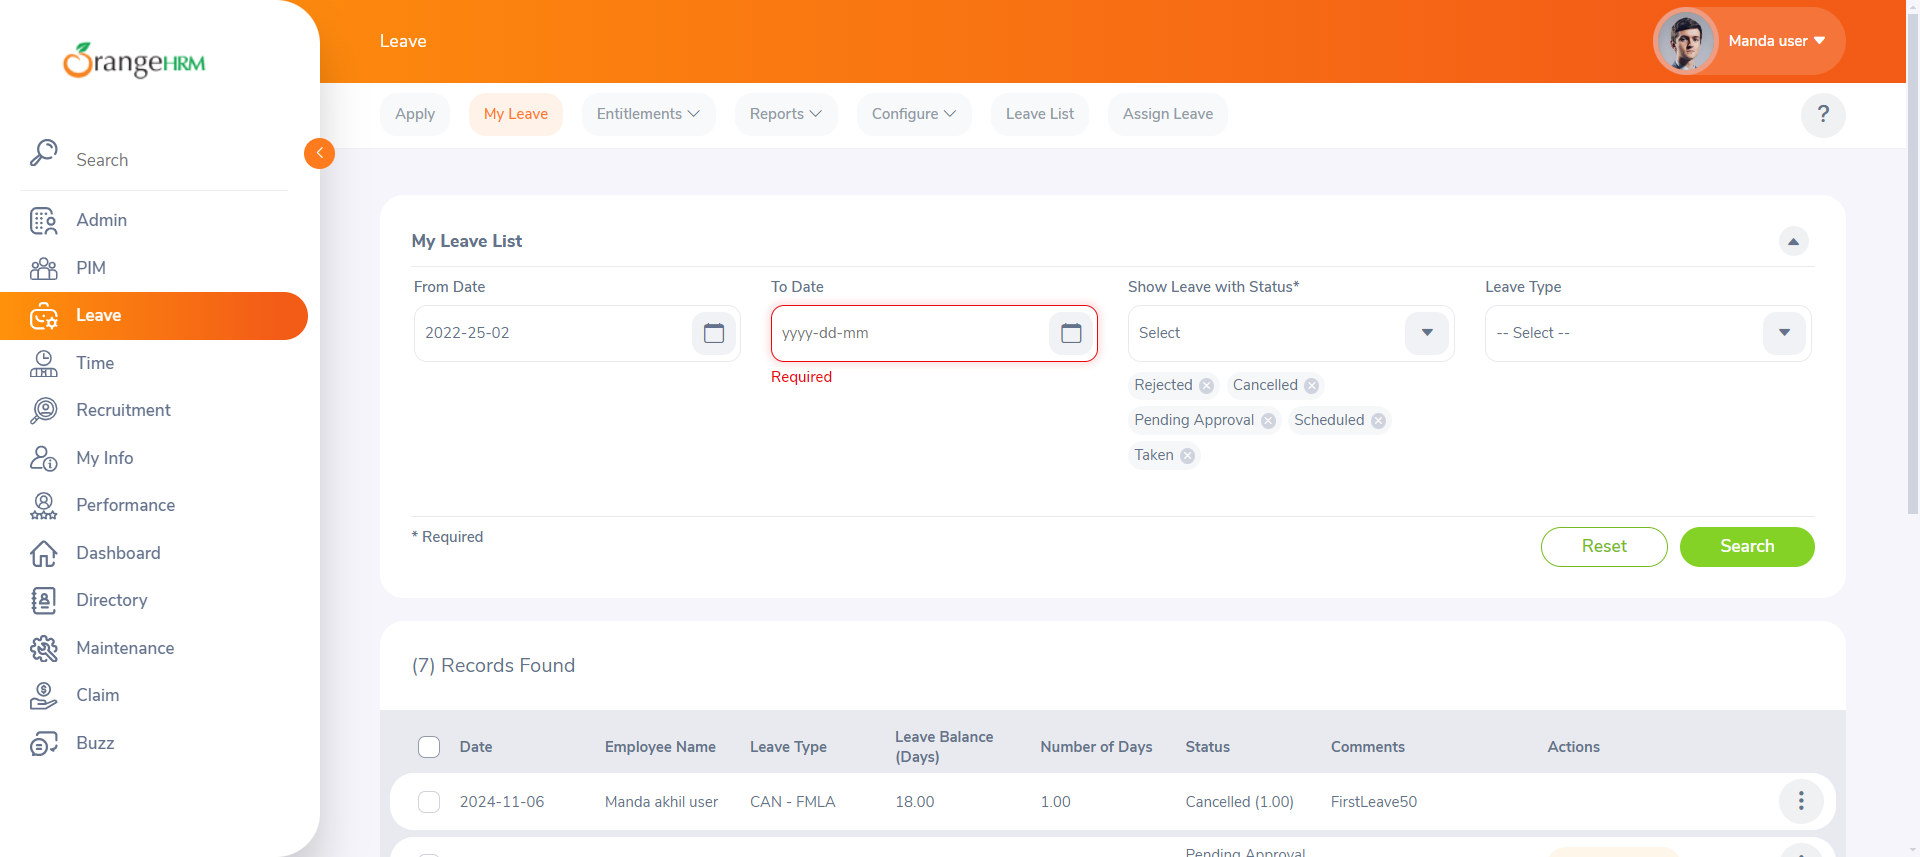 OrangeHRM
Leave
Manda user
Apply
My Leave
Entitlements
Reports
Configure
Leave List
Assign Leave
?
Search
Admin
PIM
Leave
Time
Recruitment
My Info
Performance
Dashboard
Directory
Maintenance
Claim
Buzz
My Leave List
From Date
To Date
Show Leave with Status*
Leave Type
2022-25-02
yyyy-dd-mm
Select
-- Select --
Required
Rejected
Cancelled
Pending Approval
Scheduled
Taken
* Required
Reset
Search
(7) Records Found
Date
Employee Name
Leave Type
Leave Balance
(Days)
Number of Days
Status
Comments
Actions
2024-11-06
Manda akhil user
CAN - FMLA
18.00
1.00
Cancelled (1.00)
FirstLeave50
Pending Approval